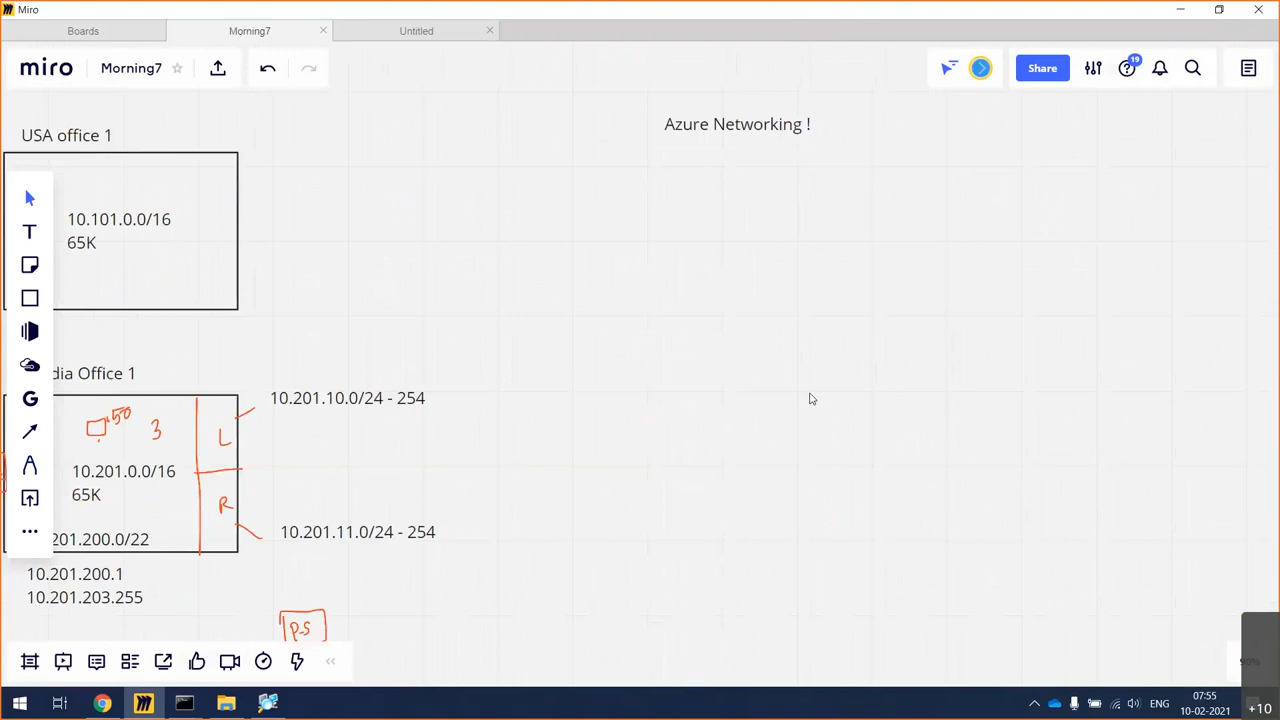 Miro
Boards
Morning7
Untitled
miro
Morning7
Share
19
USA office 1
10.101.0.0/16
65K
Azure Networking !
dia Office 1
50
3
L
10.201.0.0/16
65K
R
201.200.0/22
10.201.200.1
10.201.203.255
10.201.10.0/24 - 254
10.201.11.0/24 - 254
P-S
90%
ENG
07:55
10-02-2021
+10